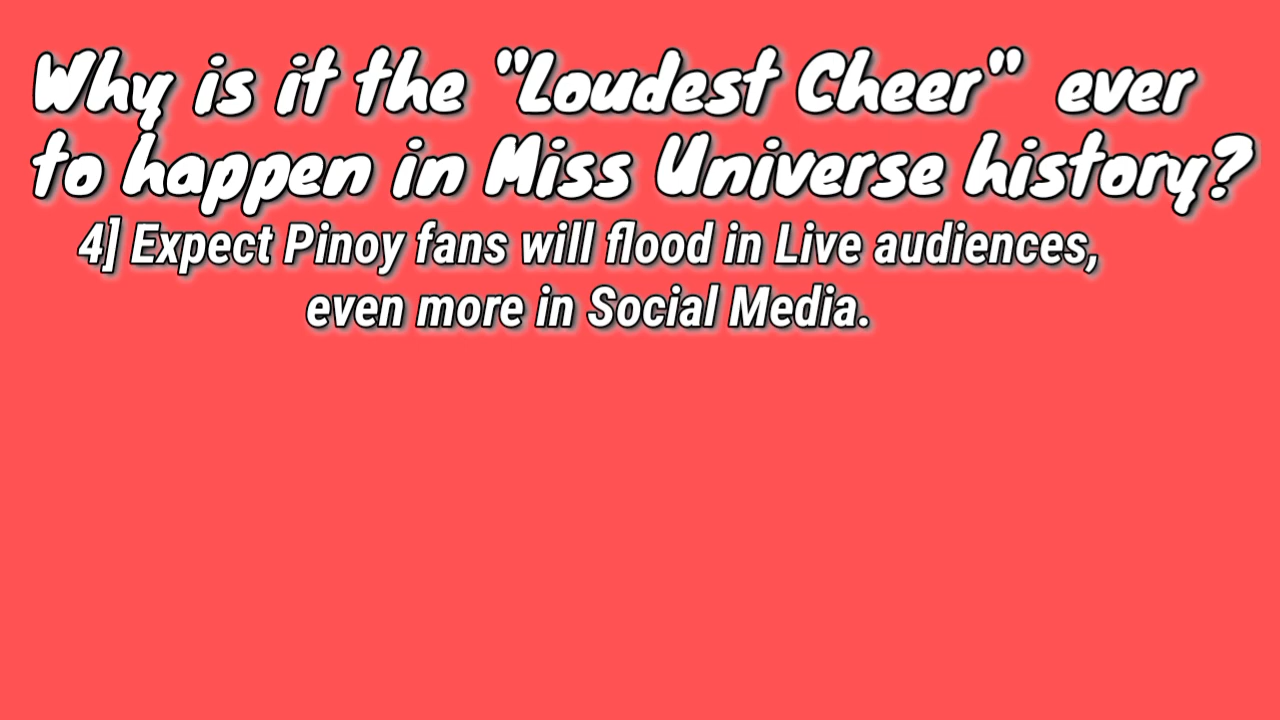 Why is it the "Loudest Cheer" ever
to happen in Miss Universe history?
4] Expect Pinoy fans will flood in Live audiences,
even more in Social Media.